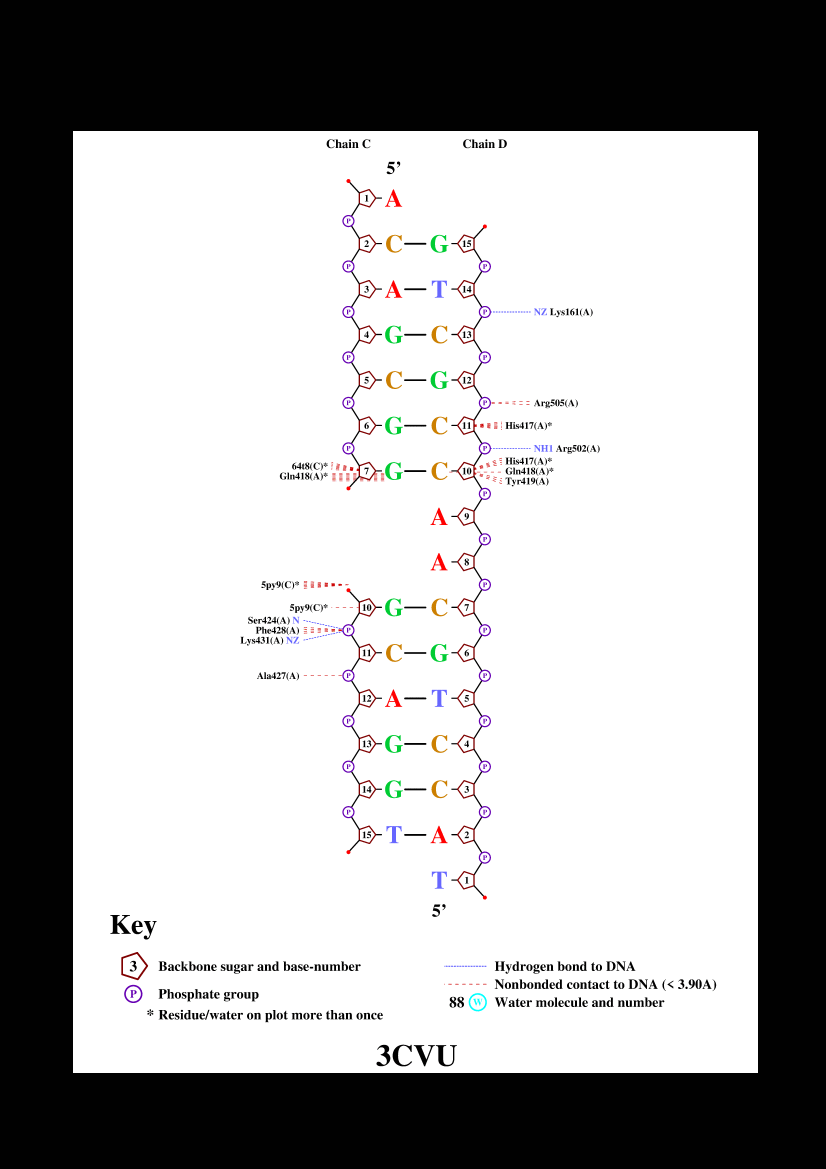 Chain C Chain D
5’
1 A
P
2 C G 15
P P
3 A T 14
P P NZ Lys161(A)
4 G C 13
P P
5 C G 12
P P Arg505(A)
6 G C 11 His417(A)*
P P NH1 Arg502(A)
His417(A)*
64t8(C)* 7 G C 10 Gln418(A)*
Gln418(A)* Tyr419(A)
P
A 9
P
A 8
5py9(C)* P
5py9(C)* 10 G C 7
Ser424(A) N
Phe428(A) P P
Lys431(A) NZ
11 C G 6
Ala427(A) P P
12 A T 5
P P
13 G C 4
P P
14 G C 3
P P
15 T A 2
P
T 1
5’
Key
3 Backbone sugar and base-number
P Phosphate group
* Residue/water on plot more than once
Hydrogen bond to DNA
Nonbonded contact to DNA (< 3.90A)
88 W Water molecule and number
3CVU